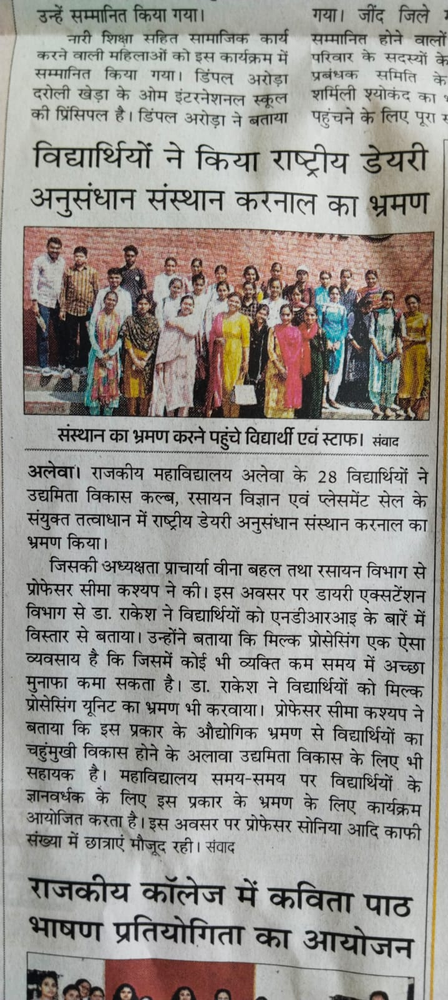 उन्हें सम्मानित किया गया।
नारी शिक्षा सहित सामाजिक कार्य
करने वाली महिलाओं को इस कार्यक्रम में
सम्मानित किया गया। डिंपल अरोड़ा
दरोली खेड़ा के ओम इंटरनेशनल स्कूल
की प्रिंसिपल है। डिंपल अरोड़ा ने बताया
गया। जींद जिले
सम्मानित होने वालों
परिवार के सदस्यों के
प्रबंधक समिति के
शर्मिली श्योकंद का
पहुंचने के लिए पूरा
विद्यार्थियों ने किया राष्ट्रीय डेयरी
अनुसंधान संस्थान करनाल का भ्रमण
संस्थान का भ्रमण करने पहुंचे विद्यार्थी एवं स्टाफ। संवाद
अलेवा। राजकीय महाविद्यालय अलेवा के 28 विद्यार्थियों ने
उद्यमिता विकास कल्ब, रसायन विज्ञान एवं प्लेसमेंट सेल के
संयुक्त तत्वाधान में राष्ट्रीय डेयरी अनुसंधान संस्थान करनाल का
भ्रमण किया।
जिसकी अध्यक्षता प्राचार्या वीना बहल तथा रसायन विभाग से
प्रोफेसर सीमा कश्यप ने की। इस अवसर पर डायरी एक्सटेंशन
विभाग से डा. राकेश ने विद्यार्थियों को एनडीआरआइ के बारें में
विस्तार से बताया। उन्होंने बताया कि मिल्क प्रोसेसिंग एक ऐसा
व्यवसाय है कि जिसमें कोई भी व्यक्ति कम समय में अच्छा
मुनाफा कमा सकता है। डा. राकेश ने विद्यार्थियों को मिल्क
प्रोसेसिंग यूनिट का भ्रमण भी करवाया। प्रोफेसर सीमा कश्यप ने
बताया कि इस प्रकार के औद्योगिक भ्रमण से विद्यार्थियों का
चहुंमुखी विकास होने के अलावा उद्यमिता विकास के लिए भी
सहायक है। महाविद्यालय समय-समय पर विद्यार्थियों के
ज्ञानवर्धक के लिए इस प्रकार के भ्रमण के लिए कार्यक्रम
आयोजित करता है। इस अवसर पर प्रोफेसर सोनिया आदि काफी
संख्या में छात्राएं मौजूद रही। संवाद
राजकीय कॉलेज में कविता पाठ
भाषण प्रतियोगिता का आयोजन